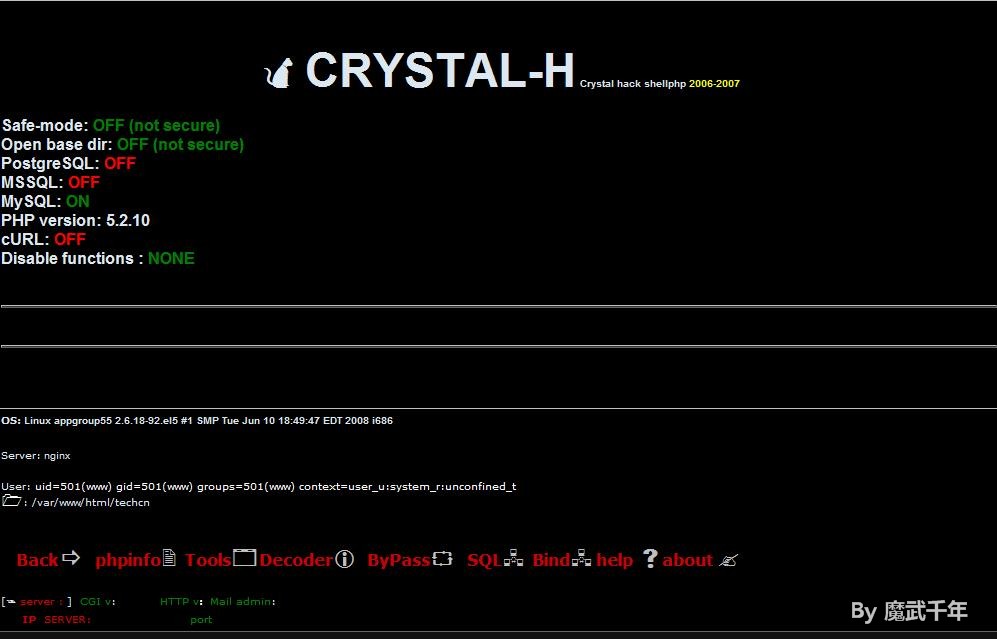 CRYSTAL-H Crystal hack shellphp 2006-2007
Safe-mode: OFF (not secure)
Open base dir: OFF (not secure)
PostgreSQL: OFF
MSSQL: OFF
MySQL: ON
PHP version: 5.2.10
cURL: OFF
Disable functions : NONE
OS: Linux appgroup55 2.6.18-92.el5 #1 SMP Tue Jun 10 18:49:47 EDT 2008 i686
Server: nginx
User: uid=501(www) gid=501(www) groups=501(www) context=user_u:system_r:unconfined_t
: /var/www/html/techcn
Back phpinfo Tools Decoder ByPass SQL Bind help ? about
[ server : ] CGI v: HTTP v: Mail admin:
IP SERVER: port
By 魔武千年